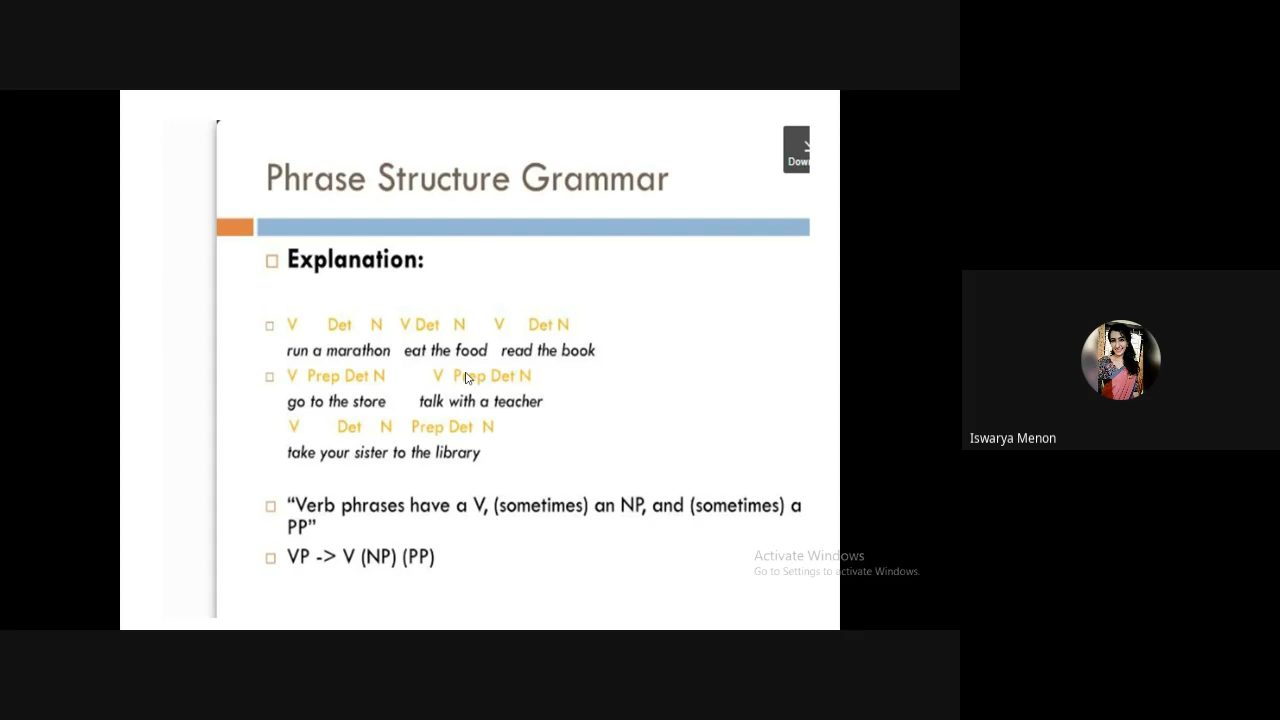 Down
Phrase Structure Grammar
Explanation:
V Det N V Det N V Det N
run a marathon eat the food read the book
V Prep Det N V Prep Det N
go to the store talk with a teacher
V Det N Prep Det N
take your sister to the library
“Verb phrases have a V, (sometimes) an NP, and (sometimes) a
PP”
VP -> V (NP) (PP)
Activate Windows
Go to Settings to activate Windows.
Iswarya Menon